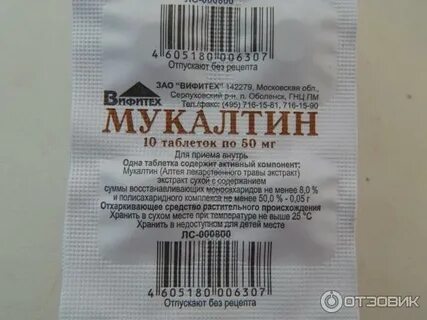 ЛС-000800
4 605180 006307
Отпускают без рецепта
ВИФИТЕХ
ЗАО "ВИФИТЕХ" 142279, Московская обл.,
Серпуховский р-н, п. Оболенск, ГНЦ ПМ
Тел./факс: (495) 716-15-81, 716-15-90
МУКАЛТИН
10 таблеток по 50 мг
Для приема внутрь
Одна таблетка содержит активный компонент:
Мукалтин (Алтея лекарственного травы экстракт)
экстракт сухой с содержанием
суммы восстанавливающих моносахаридов не менее 8,0 %
и полисахаридного комплекса не менее 50,0 % - 0,05 г
Отхаркивающее средство растительного происхождения
Хранить в сухом месте при температуре не выше 25 °С
Хранить в недоступном для детей месте
ЛС-000800
4 605180 006307
Отпускают без рецепта
ОТЗОВИК